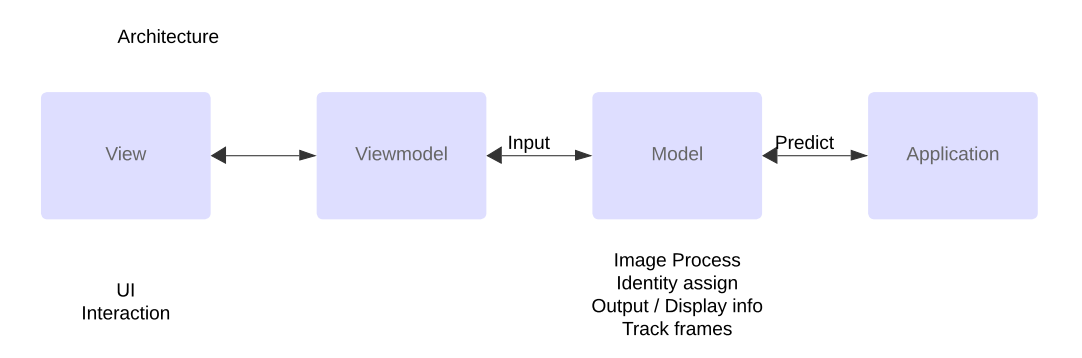 Architecture
View
Viewmodel
Input
Model
Predict
Application
UI
Interaction
Image Process
Identity assign
Output / Display info
Track frames